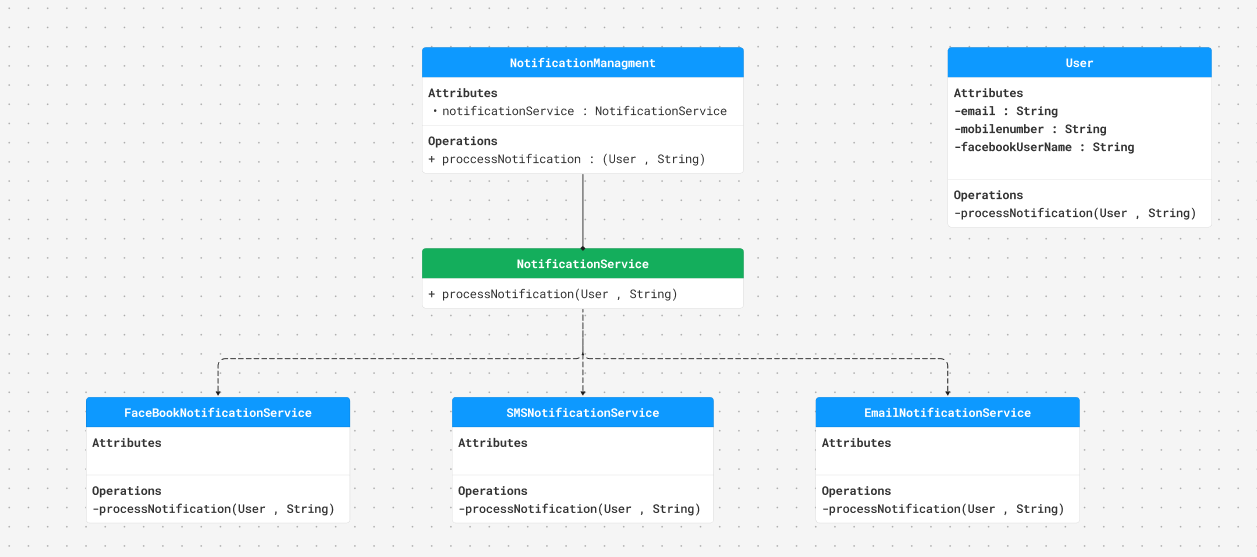 NotificationManagment
Attributes
· notificationService : NotificationService
Operations
+ proccessNotification : (User , String)
User
Attributes
-email : String
-mobilenumber : String
-facebookUserName : String
Operations
-processNotification(User , String)
NotificationService
+ processNotification(User , String)
FaceBookNotificationService
Attributes
Operations
-processNotification(User , String)
SMSNotificationService
Attributes
Operations
-processNotification(User , String)
EmailNotificationService
Attributes
Operations
-processNotification(User , String)